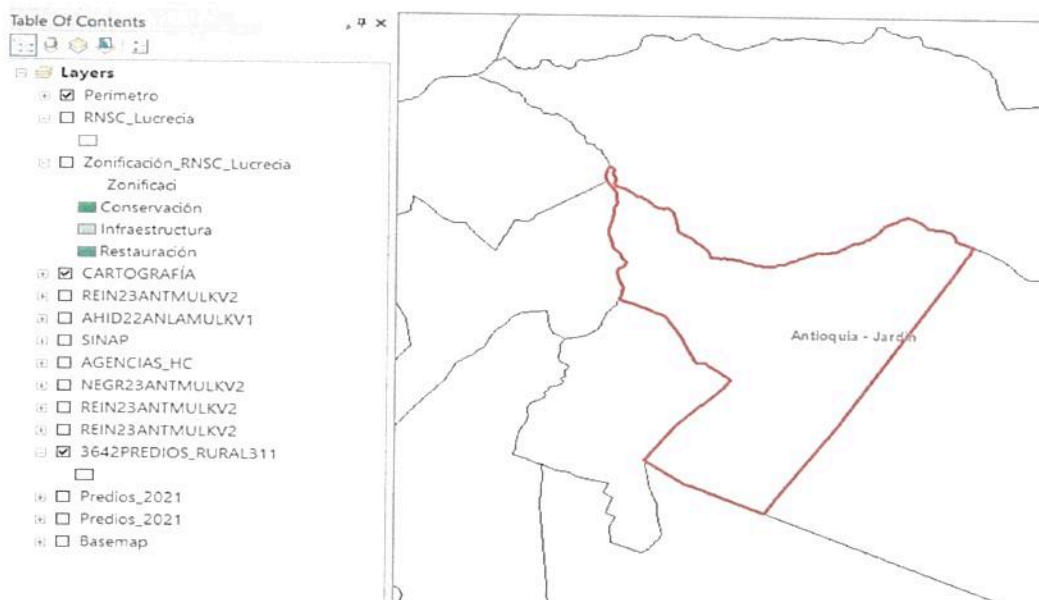 Table Of Contents
Layers
Perimetro
RNSC_Lucrecia
Zonificación_RNSC_Lucrecia
Zonificaci
Conservación
Infraestructura
Restauración
CARTOGRAFÍA
REIN23ANTMULKV2
AHID22ANLAMULKV1
SINAP
AGENCIAS_HC
NEGR23ANTMULKV2
REIN23ANTMULKV2
REIN23ANTMULKV2
3642PREDIOS_RURAL311
Predios_2021
Predios_2021
Basemap
Antioquia - Jardín